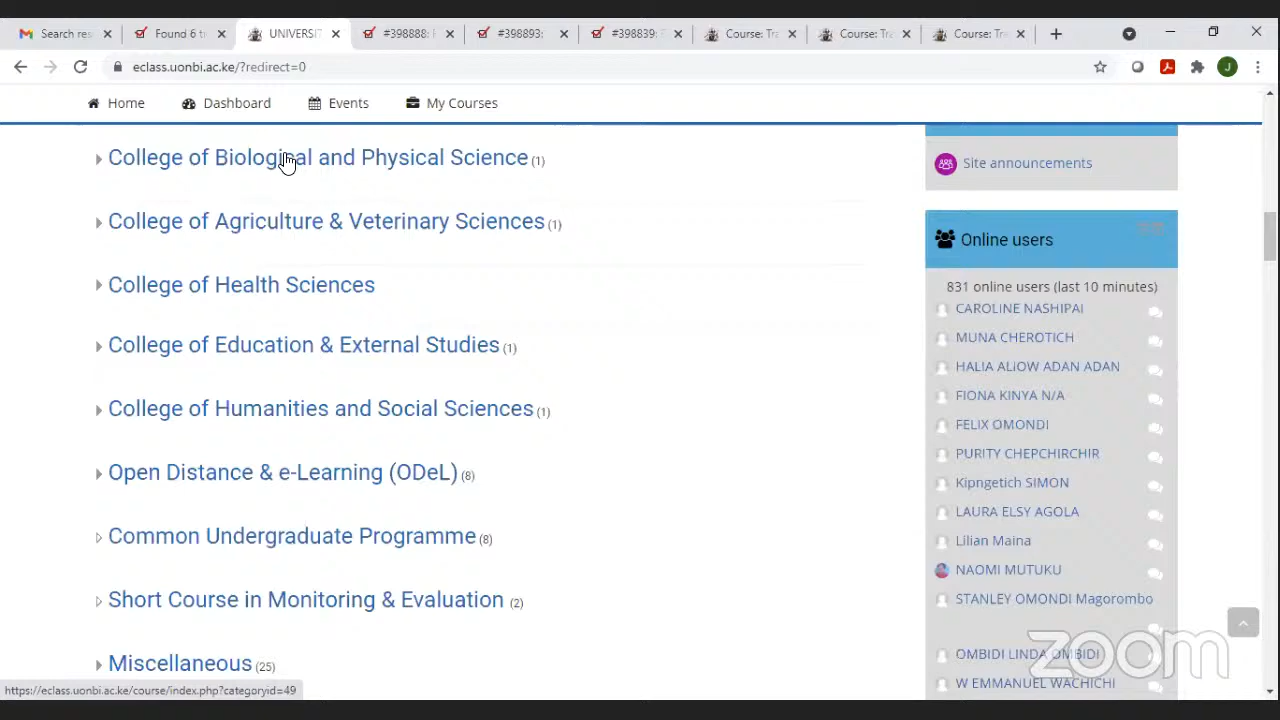 Search res
Found 6 ti
UNIVERSIT
#398888:
#398893:
#398839:
Course: Tra
Course: Tra
Course: Tra
eclass.uonbi.ac.ke/?redirect=0
J
Home
Dashboard
Events
My Courses
College of Biological and Physical Science (1)
College of Agriculture & Veterinary Sciences (1)
College of Health Sciences
College of Education & External Studies (1)
College of Humanities and Social Sciences (1)
Open Distance & e-Learning (ODeL) (8)
Common Undergraduate Programme (8)
Short Course in Monitoring & Evaluation (2)
Miscellaneous (25)
Site announcements
Online users
831 online users (last 10 minutes)
CAROLINE NASHIPAI
MUNA CHEROTICH
HALIA ALIOW ADAN ADAN
FIONA KINYA N/A
FELIX OMONDI
PURITY CHEPCHIRCHIR
Kipngetich SIMON
LAURA ELSY AGOLA
Lilian Maina
NAOMI MUTUKU
STANLEY OMONDI Magorombo
OMBIDI LINDA OMBIDI
W EMMANUEL WACHICHI
zoom
https://eclass.uonbi.ac.ke/course/index.php?categoryid=49